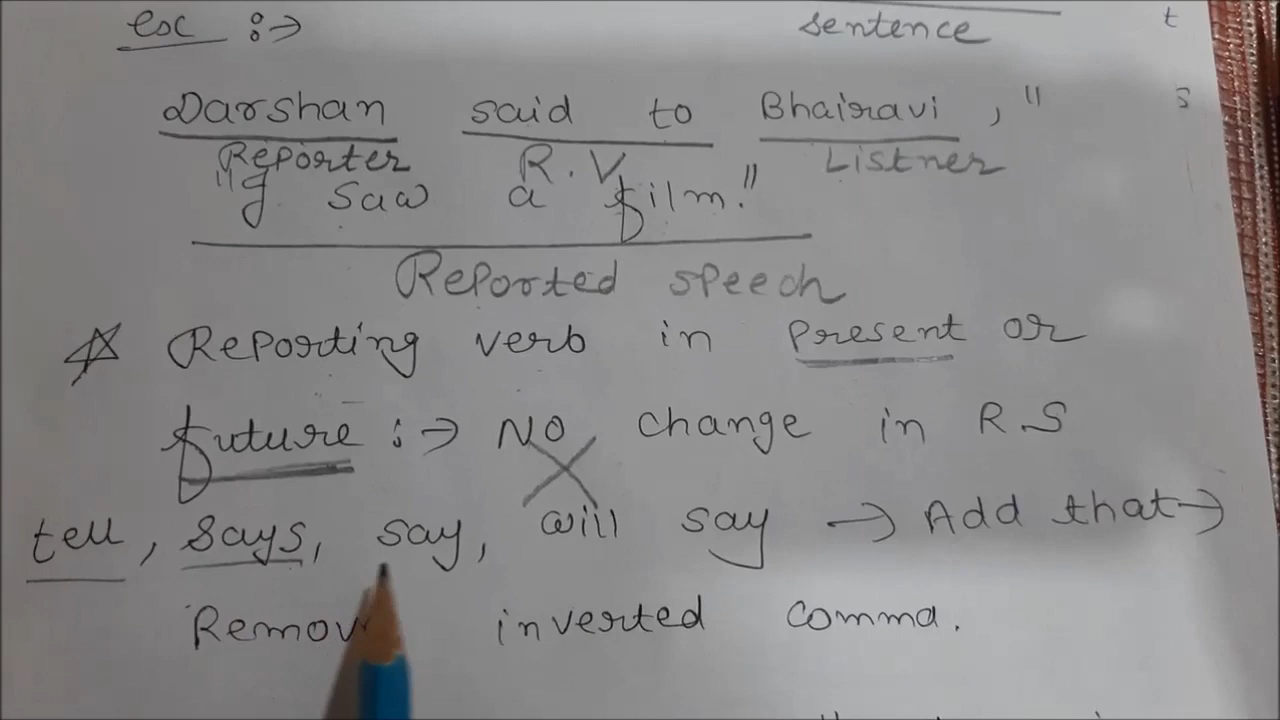 esc :→ sentence t
Darshan said to Bhairavi , " s
Reporter R.V. Listner
"I saw a film."
Reported speech
☆ Reporting verb in present or
future :→ NO change in R.S
tell, says, say, will say → Add that →
Remov inverted comma.